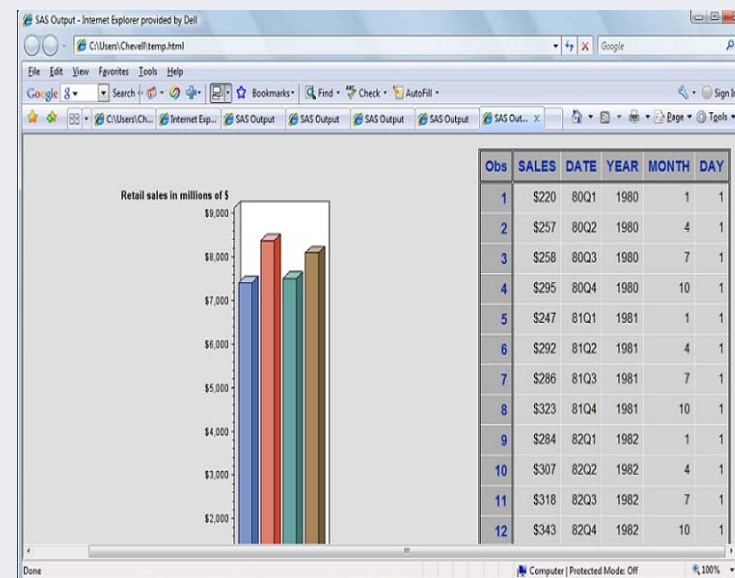 SAS Output - Internet Explorer provided by Dell
C:\Users\Chevell\temp.html
Google
File Edit View Favorites Tools Help
Google Search Bookmarks Find Check AutoFill Sign In
C:\Users\Ch... Internet Exp... SAS Output SAS Output SAS Output SAS Output SAS Out... X Page Tools
Retail sales in millions of $
$9,000
$8,000
$7,000
$6,000
$5,000
$4,000
$3,000
$2,000
Obs SALES DATE YEAR MONTH DAY
1 $220 80Q1 1980 1 1
2 $257 80Q2 1980 4 1
3 $258 80Q3 1980 7 1
4 $295 80Q4 1980 10 1
5 $247 81Q1 1981 1 1
6 $292 81Q2 1981 4 1
7 $286 81Q3 1981 7 1
8 $323 81Q4 1981 10 1
9 $284 82Q1 1982 1 1
10 $307 82Q2 1982 4 1
11 $318 82Q3 1982 7 1
12 $343 82Q4 1982 10 1
Done Computer | Protected Mode: Off 100%